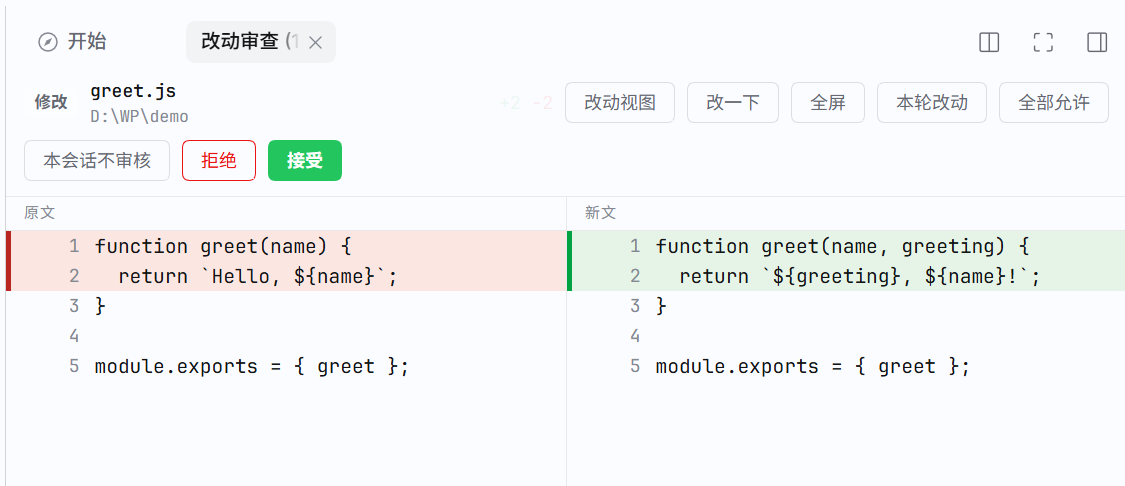 开始
改动审查 (1
修改
greet.js
D:\WP\demo
+2 -2
改动视图
改一下
全屏
本轮改动
全部允许
本会话不审核
拒绝
接受
原文
1 function greet(name) {
2   return `Hello, ${name}`;
3 }
4
5 module.exports = { greet };
新文
1 function greet(name, greeting) {
2   return `${greeting}, ${name}!`;
3 }
4
5 module.exports = { greet };